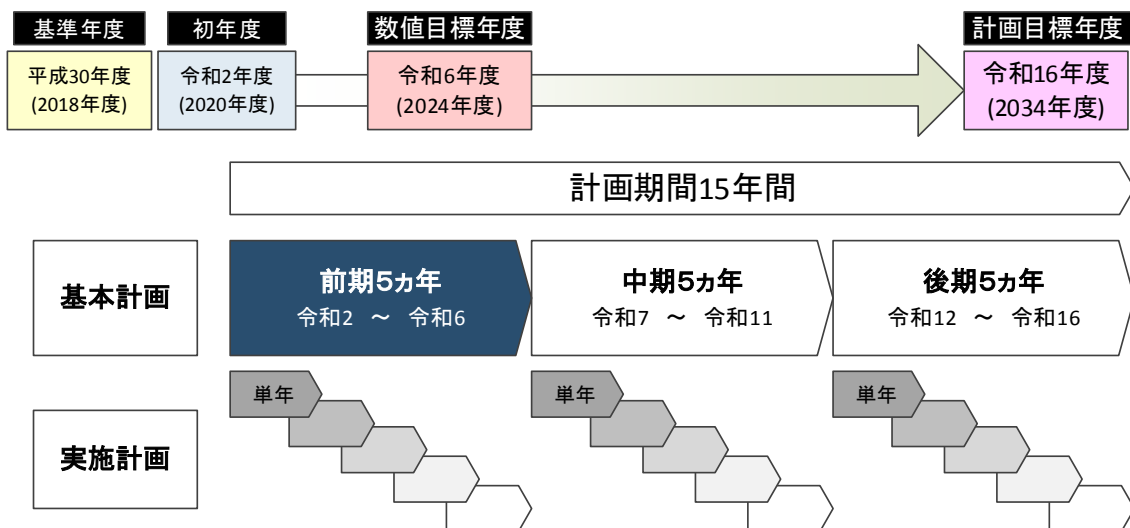 基準年度
初年度
数値目標年度
計画目標年度
平成30年度
(2018年度)
令和2年度
(2020年度)
令和6年度
(2024年度)
令和16年度
(2034年度)
計画期間15年間
基本計画
前期5ヵ年
令和2 ～ 令和6
中期5ヵ年
令和7 ～ 令和11
後期5ヵ年
令和12 ～ 令和16
実施計画
単年
単年
単年